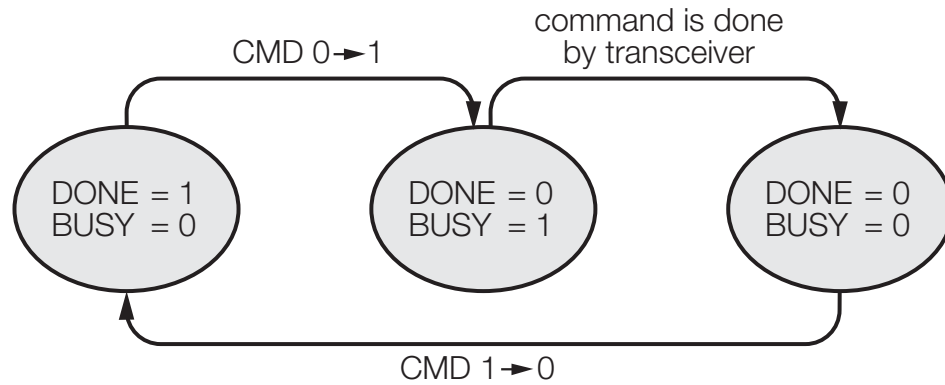 command is done
by transceiver
CMD 0→1
DONE = 1
BUSY = 0
DONE = 0
BUSY = 1
DONE = 0
BUSY = 0
CMD 1→0